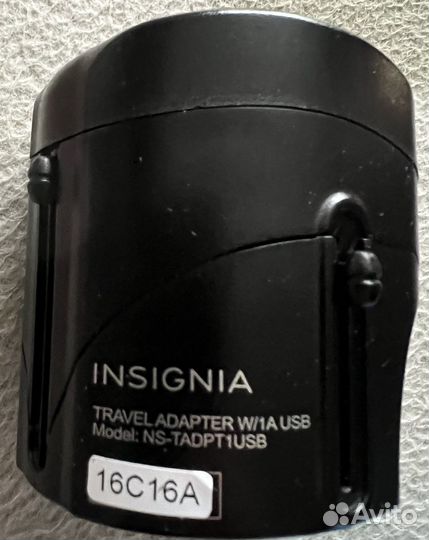 INSIGNIA
TRAVEL ADAPTER W/1A USB
Model: NS-TADPT1USB
16C16A
Avito